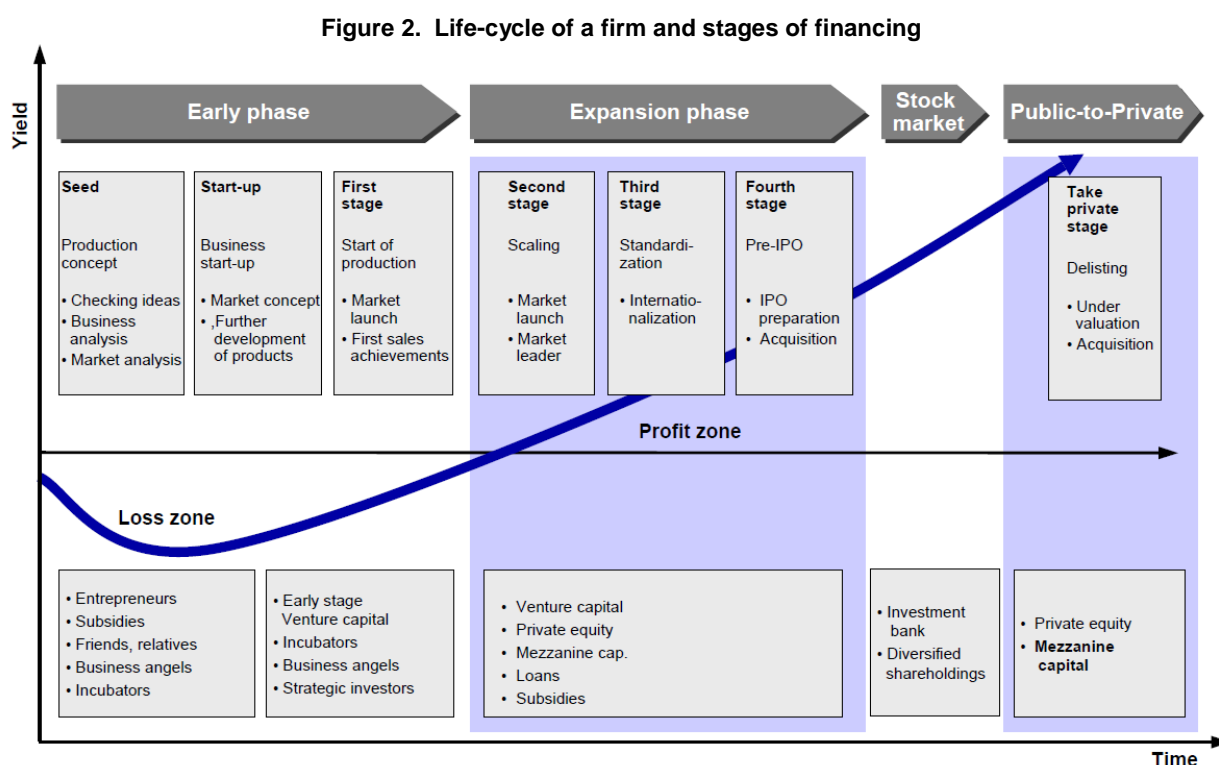 Figure 2. Life-cycle of a firm and stages of financing
Yield
Early phase
Expansion phase
Stock
market
Public-to-Private
Seed
Production
concept
• Checking ideas
• Business
analysis
• Market analysis
Start-up
Business
start-up
• Market concept
• ,Further
development
of products
First
stage
Start of
production
• Market
launch
• First sales
achievements
Second
stage
Scaling
• Market
launch
• Market
leader
Third
stage
Standardi-
zation
• Internatio-
nalization
Fourth
stage
Pre-IPO
• IPO
preparation
• Acquisition
Take
private
stage
Delisting
• Under
valuation
• Acquisition
Profit zone
Loss zone
• Entrepreneurs
• Subsidies
• Friends, relatives
• Business angels
• Incubators
• Early stage
Venture capital
• Incubators
• Business angels
• Strategic investors
• Venture capital
• Private equity
• Mezzanine cap.
• Loans
• Subsidies
• Investment
bank
• Diversified
shareholdings
• Private equity
• Mezzanine
capital
Time